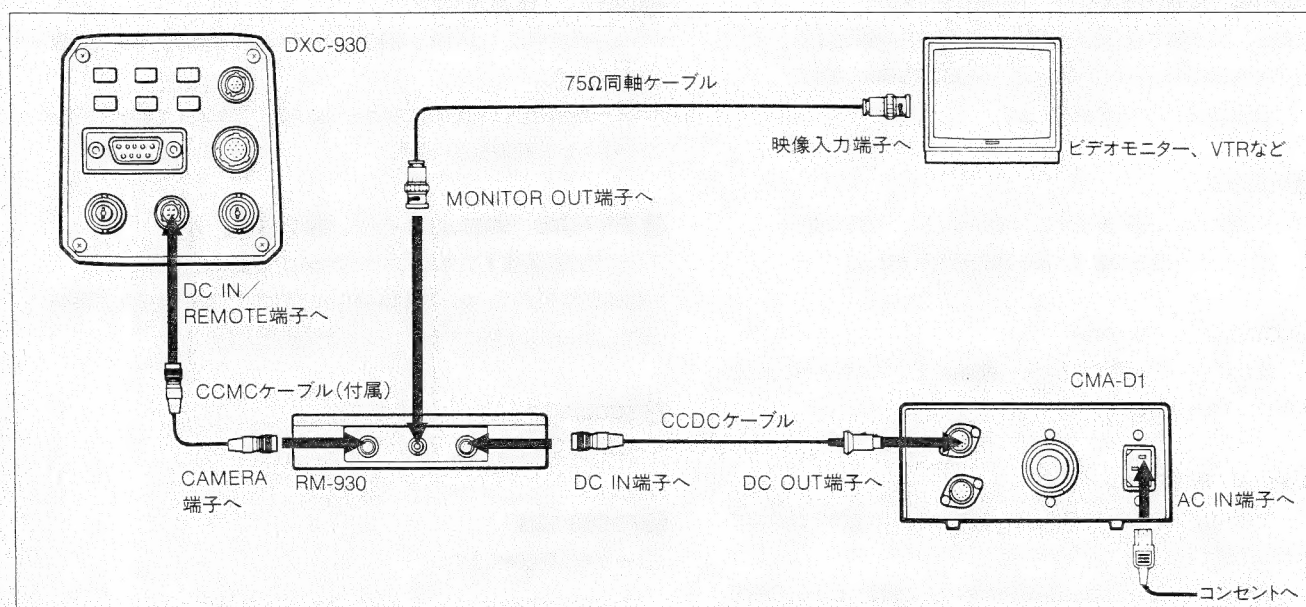 DXC-930
75Ω同軸ケーブル
映像入力端子へ
ビデオモニター、VTRなど
MONITOR OUT端子へ
DC IN／
REMOTE端子へ
CCMCケーブル(付属)
CAMERA
端子へ
RM-930
CCDCケーブル
DC IN端子へ
DC OUT端子へ
CMA-D1
AC IN端子へ
コンセントへ